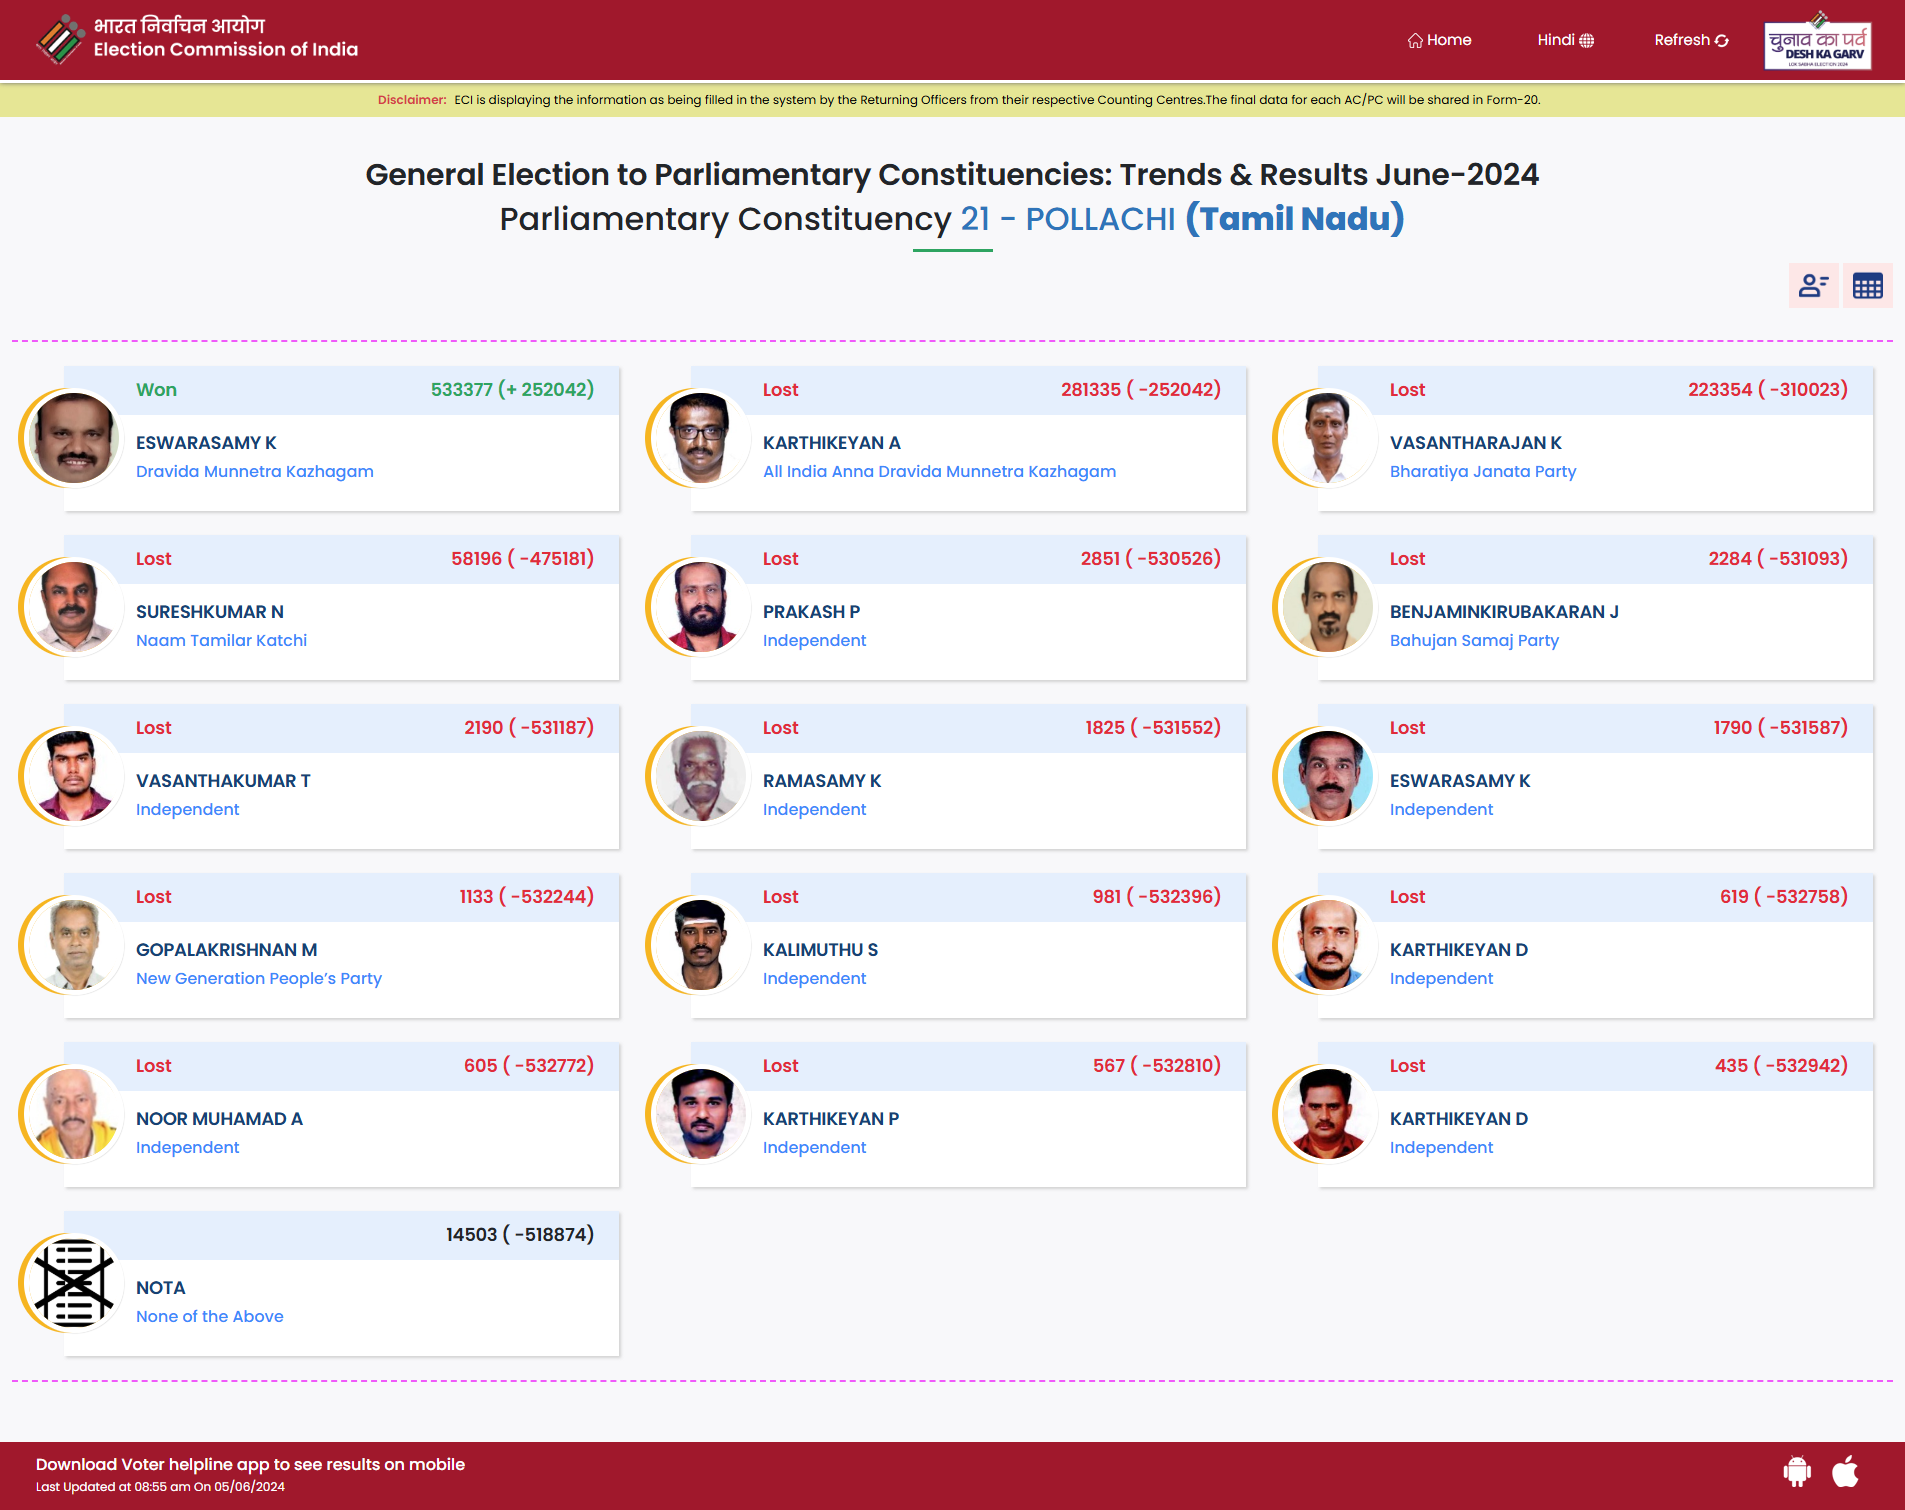 भारत निर्वाचन आयोग
Election Commission of India
Home
Hindi
Refresh
चुनाव का पर्व
DESH KA GARV
LOK SABHA ELECTION 2024
Disclaimer: ECI is displaying the information as being filled in the system by the Returning Officers from their respective Counting Centres.The final data for each AC/PC will be shared in Form-20.
General Election to Parliamentary Constituencies: Trends & Results June-2024
Parliamentary Constituency 21 - POLLACHI (Tamil Nadu)
Won 533377 (+ 252042)
ESWARASAMY K
Dravida Munnetra Kazhagam
Lost 281335 ( -252042)
KARTHIKEYAN A
All India Anna Dravida Munnetra Kazhagam
Lost 223354 ( -310023)
VASANTHARAJAN K
Bharatiya Janata Party
Lost 58196 ( -475181)
SURESHKUMAR N
Naam Tamilar Katchi
Lost 2851 ( -530526)
PRAKASH P
Independent
Lost 2284 ( -531093)
BENJAMINKIRUBAKARAN J
Bahujan Samaj Party
Lost 2190 ( -531187)
VASANTHAKUMAR T
Independent
Lost 1825 ( -531552)
RAMASAMY K
Independent
Lost 1790 ( -531587)
ESWARASAMY K
Independent
Lost 1133 ( -532244)
GOPALAKRISHNAN M
New Generation People’s Party
Lost 981 ( -532396)
KALIMUTHU S
Independent
Lost 619 ( -532758)
KARTHIKEYAN D
Independent
Lost 605 ( -532772)
NOOR MUHAMAD A
Independent
Lost 567 ( -532810)
KARTHIKEYAN P
Independent
Lost 435 ( -532942)
KARTHIKEYAN D
Independent
14503 ( -518874)
NOTA
None of the Above
Download Voter helpline app to see results on mobile
Last Updated at 08:55 am On 05/06/2024